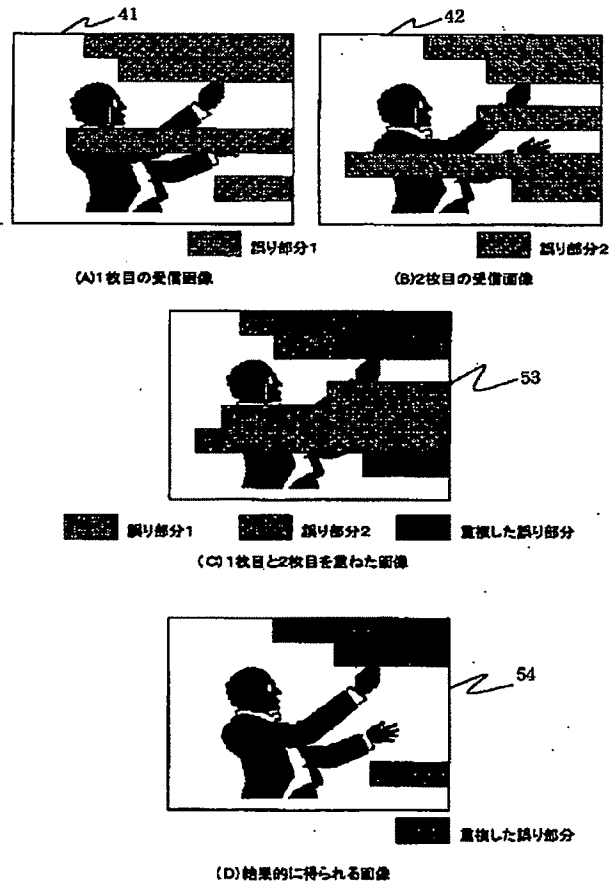 41
42
誤り部分1
誤り部分2
(A)1枚目の受信画像
(B)2枚目の受信画像
53
誤り部分1
誤り部分2
重複した誤り部分
(C)1枚目と2枚目を重ねた画像
54
重複した誤り部分
(D)結果的に得られる画像